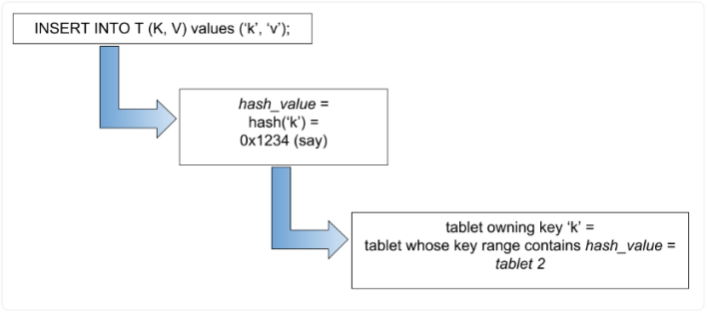 INSERT INTO T (K, V) values (‘k’, ‘v’);
hash_value =
hash(‘k’) =
0x1234 (say)
tablet owning key ‘k’ =
tablet whose key range contains hash_value =
tablet 2